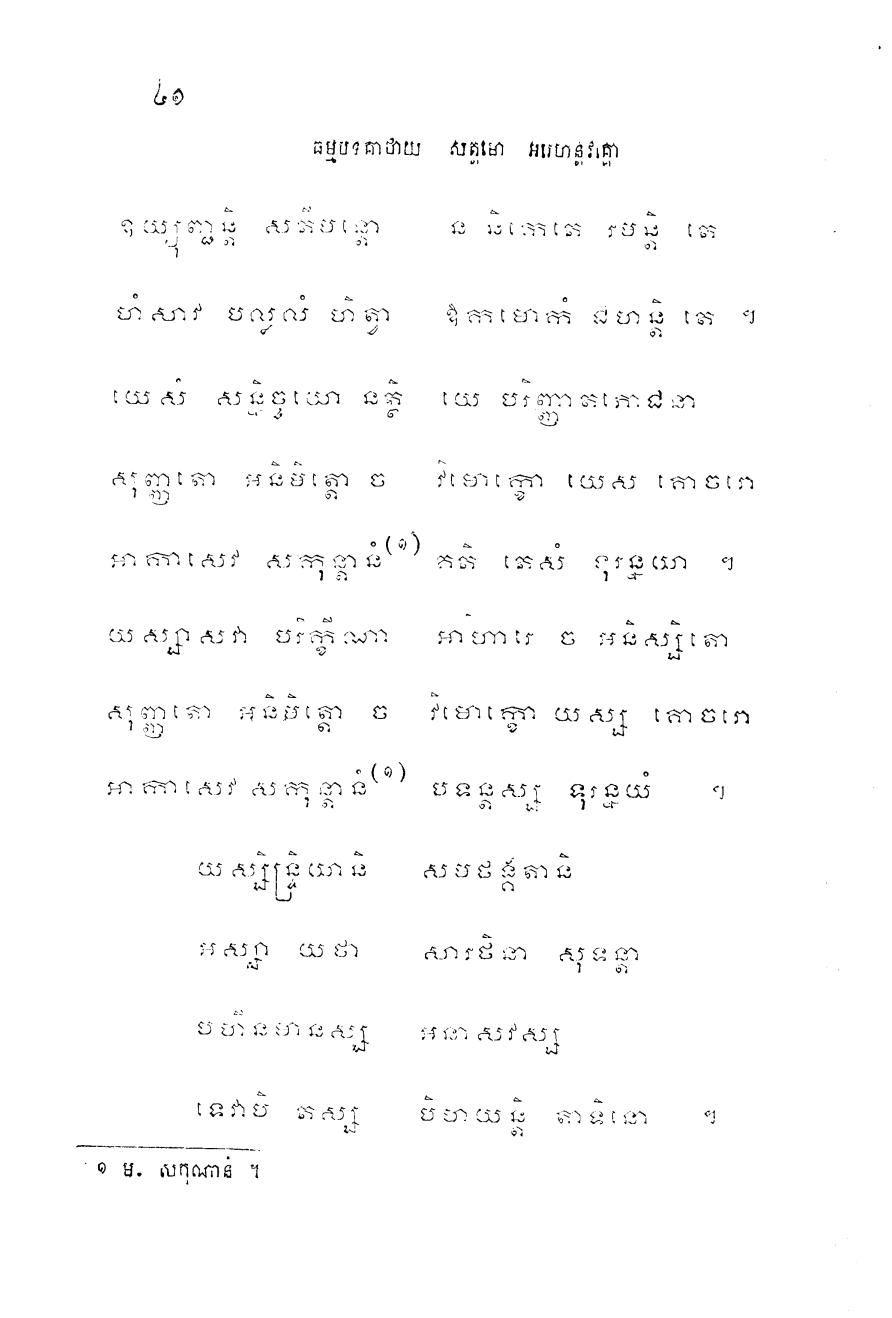 ៤១
ធម្មបទគាថាយ សត្តមោ អរហន្តវគ្គោ
ឧយ្យុញ្ជន្តិ សតីមន្តោ ន និកេតេ រមន្តិ តេ
ហំសាវ បល្លលំ ហិត្វា ឱកមោកំ ជហន្តិ តេ ។
យេសំ សន្និច្ចយោ នត្ថិ យេ បរិញ្ញាតភោជនា
សុញ្ញតោ អនិមិត្តោ ច វិមោក្ខោ យេស គោចរោ
អាកាសេវ សកុន្តានំ(១) គតិ តេសំ ទុរន្នយា ។
យស្សាសវា បរិក្ខីណា អាហារេ ច អនិស្សិតោ
សុញ្ញតោ អនិមិត្តោ ច វិមោក្ខោ យស្ស គោចរោ
អាកាសេវ សកុន្តានំ(១) បទន្តស្ស ទុរន្នយំ ។
យស្សិន្ទ្រិយានិ សមថង្គតានិ
អស្សា យថា សារថិនា សុទន្តា
បហីនមានស្ស អនាសវស្ស
ទេវាបិ តស្ស បិហយន្តិ តាទិនោ ។
១ ម. សកុណានំ ។